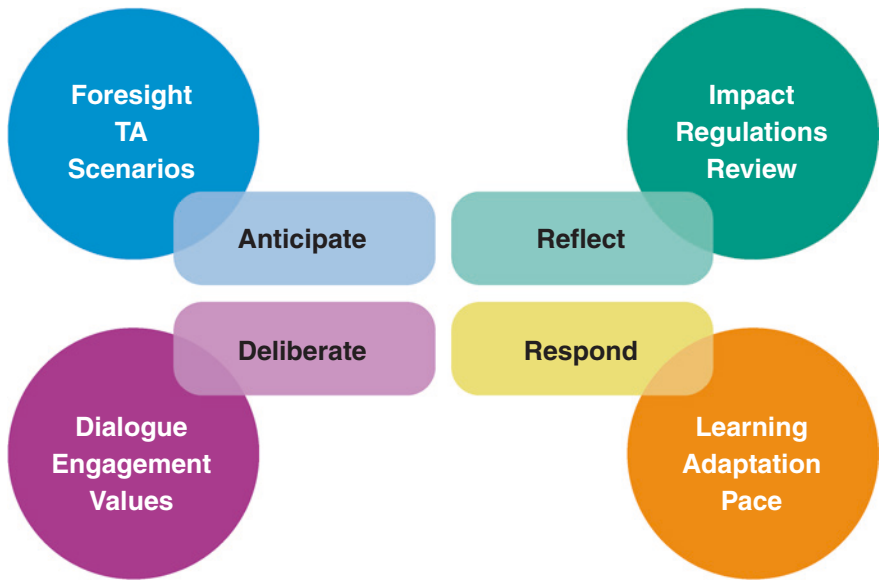 Foresight
TA
Scenarios
Impact
Regulations
Review
Anticipate
Reflect
Deliberate
Respond
Dialogue
Engagement
Values
Learning
Adaptation
Pace